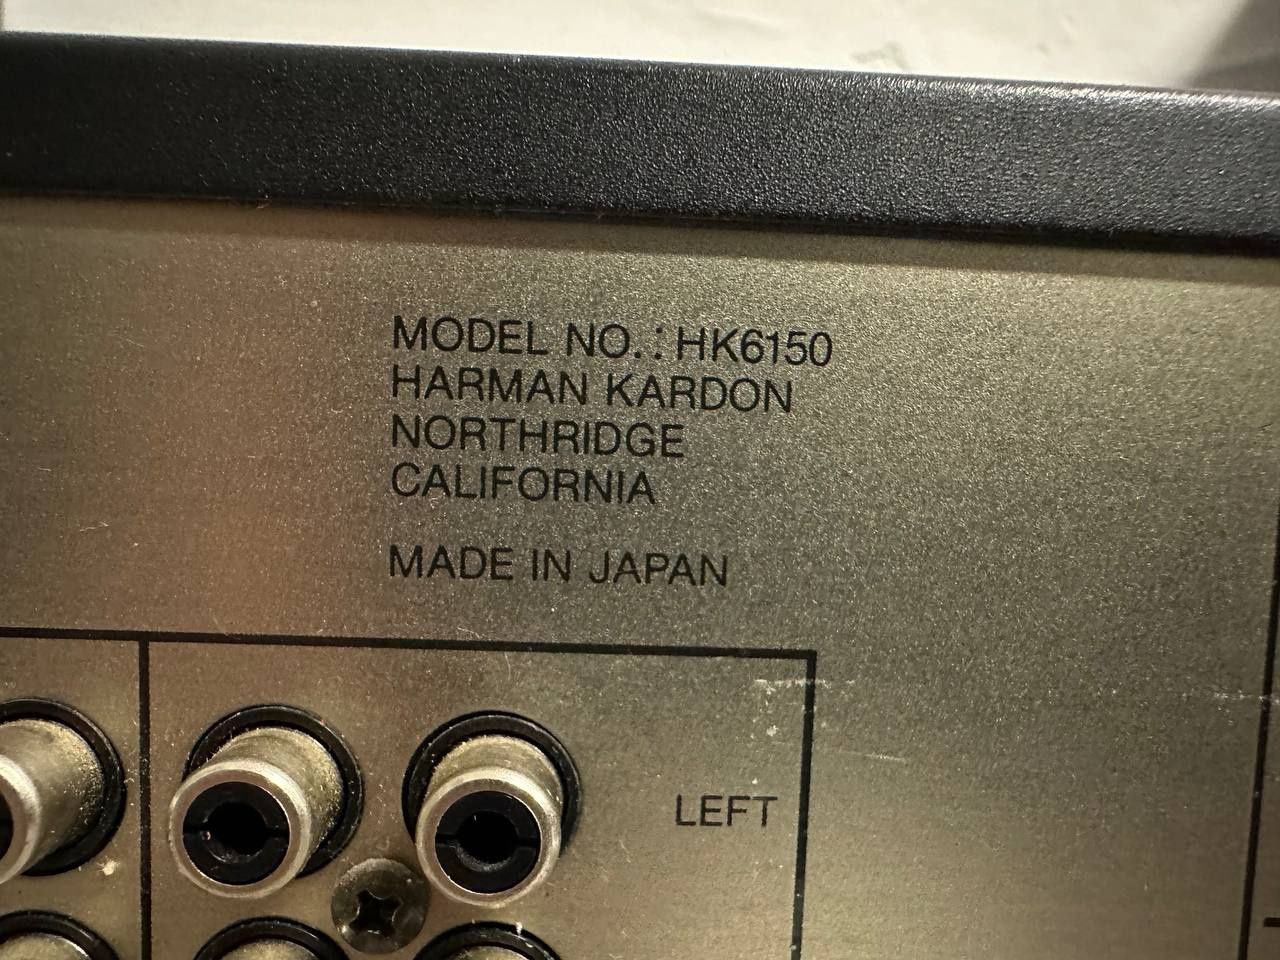 MODEL NO.: HK6150
HARMAN KARDON
NORTHRIDGE
CALIFORNIA
MADE IN JAPAN
LEFT